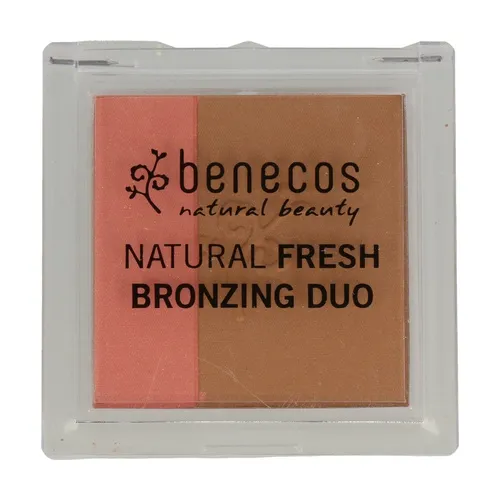 benecos
natural beauty
NATURAL FRESH
BRONZING DUO